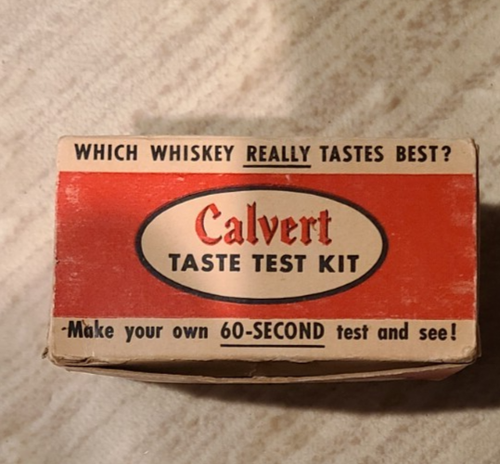 WHICH WHISKEY REALLY TASTES BEST?
Calvert
TASTE TEST KIT
-Make your own 60-SECOND test and see!